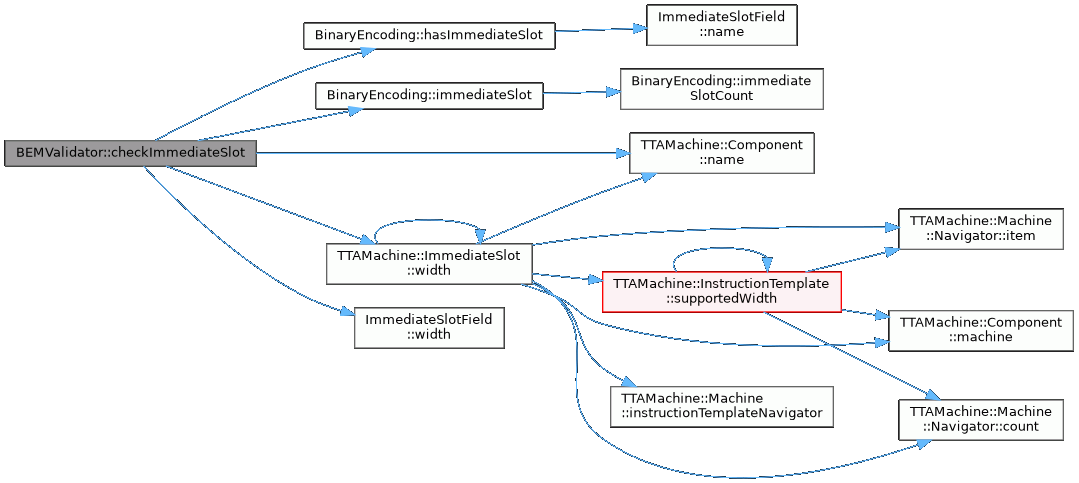 BEMValidator::checkImmediateSlot
BinaryEncoding::hasImmediateSlot
ImmediateSlotField
::name
BinaryEncoding::immediateSlot
BinaryEncoding::immediate
SlotCount
TTAMachine::Component
::name
TTAMachine::ImmediateSlot
::width
ImmediateSlotField
::width
TTAMachine::InstructionTemplate
::supportedWidth
TTAMachine::Machine
::instructionTemplateNavigator
TTAMachine::Machine
::Navigator::item
TTAMachine::Component
::machine
TTAMachine::Machine
::Navigator::count